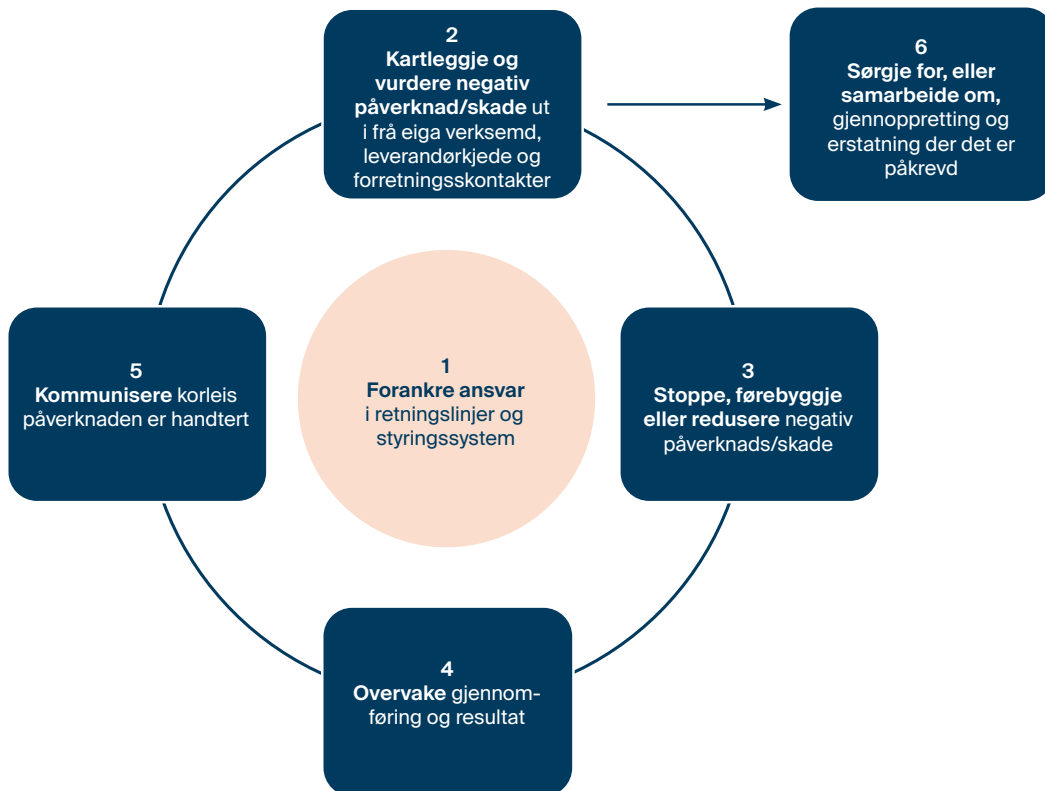 1
Forankre ansvar
i retningslinjer og
styringssystem
2
Kartleggje og
vurdere negativ
påverknad/skade ut
i frå eiga verksemd,
leverandørkjede og
forretningsskontakter
3
Stoppe, førebyggje
eller redusere negativ
påverknads/skade
4
Overvake gjennom-
føring og resultat
5
Kommunisere korleis
påverknaden er handtert
6
Sørgje for, eller
samarbeide om,
gjennoppretting og
erstatning der det er
påkrevd